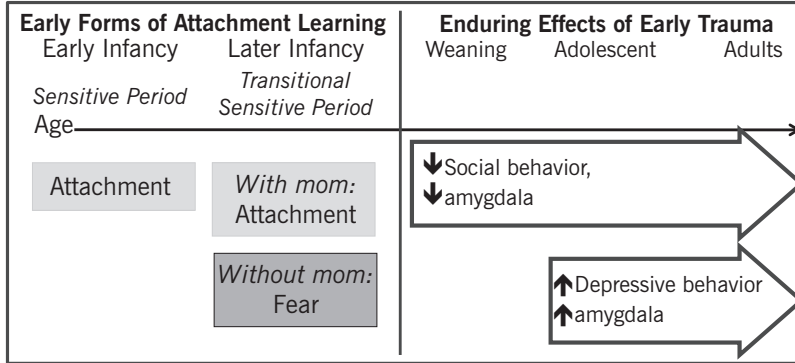 Early Forms of Attachment Learning
Early Infancy
Later Infancy
Sensitive Period
Transitional
Sensitive Period
Age
Attachment
With mom:
Attachment
Without mom:
Fear
Enduring Effects of Early Trauma
Weaning
Adolescent
Adults
Social behavior,
amygdala
Depressive behavior
amygdala